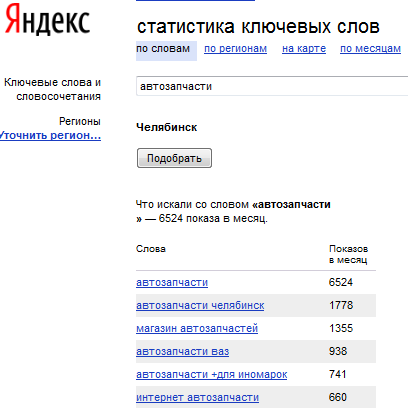 Яндекс
статистика ключевых слов
по словам по регионам на карте по месяцам
Ключевые слова и
словосочетания
автозапчасти
Регионы
Уточнить регион…
Челябинск
Подобрать
Что искали со словом «автозапчасти
» — 6524 показа в месяц.
Слова Показов
в месяц
автозапчасти 6524
автозапчасти челябинск 1778
магазин автозапчастей 1355
автозапчасти ваз 938
автозапчасти +для иномарок 741
интернет автозапчасти 660